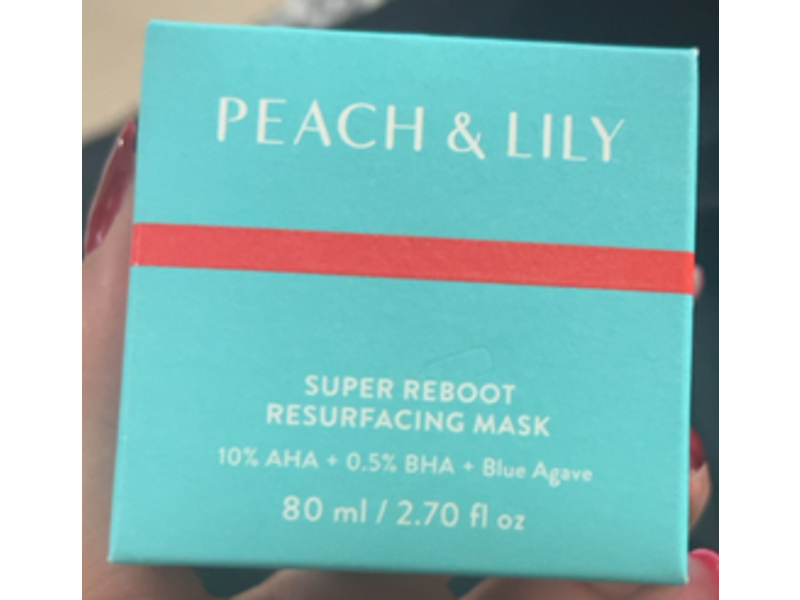 PEACH & LILY
SUPER REBOOT
RESURFACING MASK
10% AHA + 0.5% BHA + Blue Agave
80 ml / 2.70 fl oz